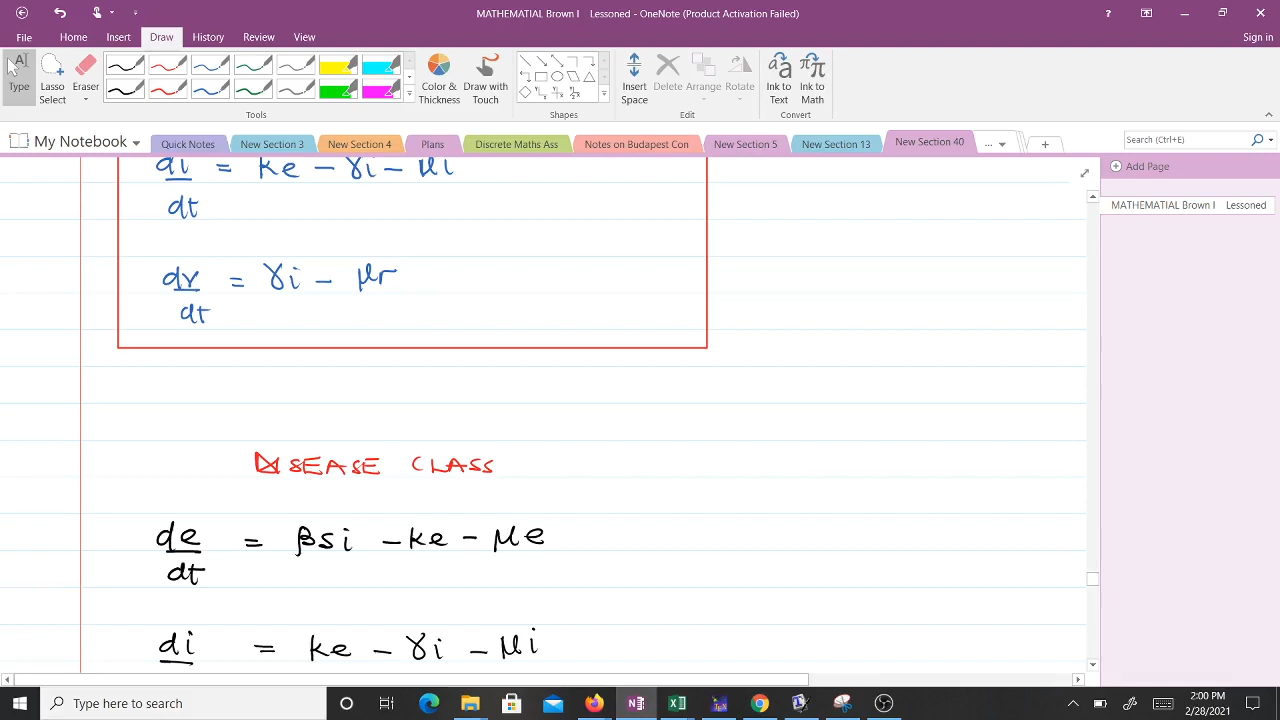 MATHEMATIAL Brown I Lessoned - OneNote (Product Activation Failed)
File Home Insert Draw History Review View Sign in
Type Lasso Select Eraser Color & Thickness Draw with Touch Insert Space Delete Arrange Rotate Ink to Text Ink to Math
Tools Shapes Edit Convert
My Notebook Quick Notes New Section 3 New Section 4 Plans Discrete Maths Ass Notes on Budapest Con New Section 5 New Section 13 New Section 40 ... Search (Ctrl+E)
Add Page
MATHEMATIAL Brown I Lessoned
di/dt = ke - γi - μi
dr/dt = γi - μr
DISEASE CLASS
de/dt = βsi - ke - μe
di = ke - γi - μi
Type here to search
2:00 PM
2/28/2021